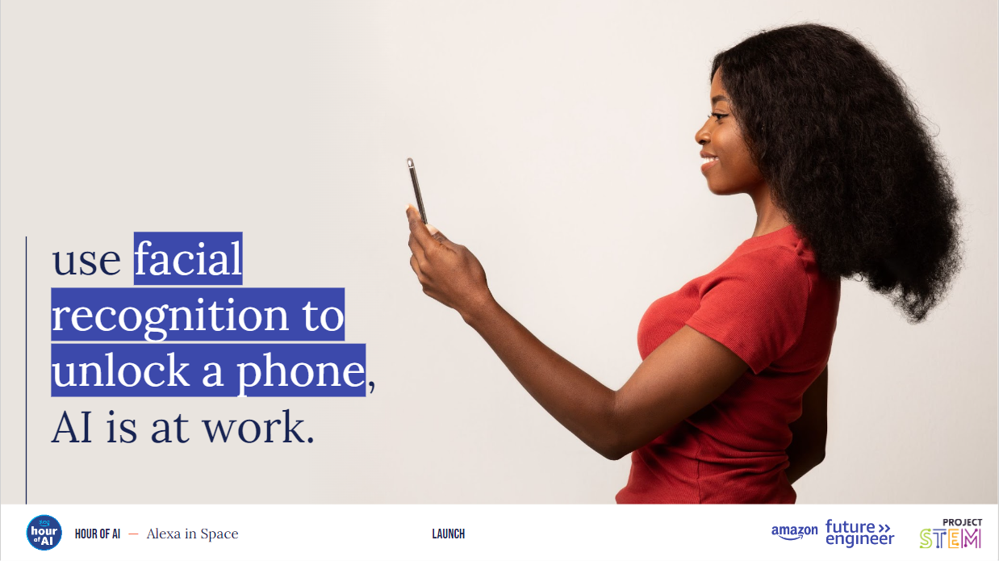 use facial
recognition to
unlock a phone,
AI is at work.
hour
of AI
HOUR OF AI — Alexa in Space
LAUNCH
amazon
future
engineer
PROJECT
STEM